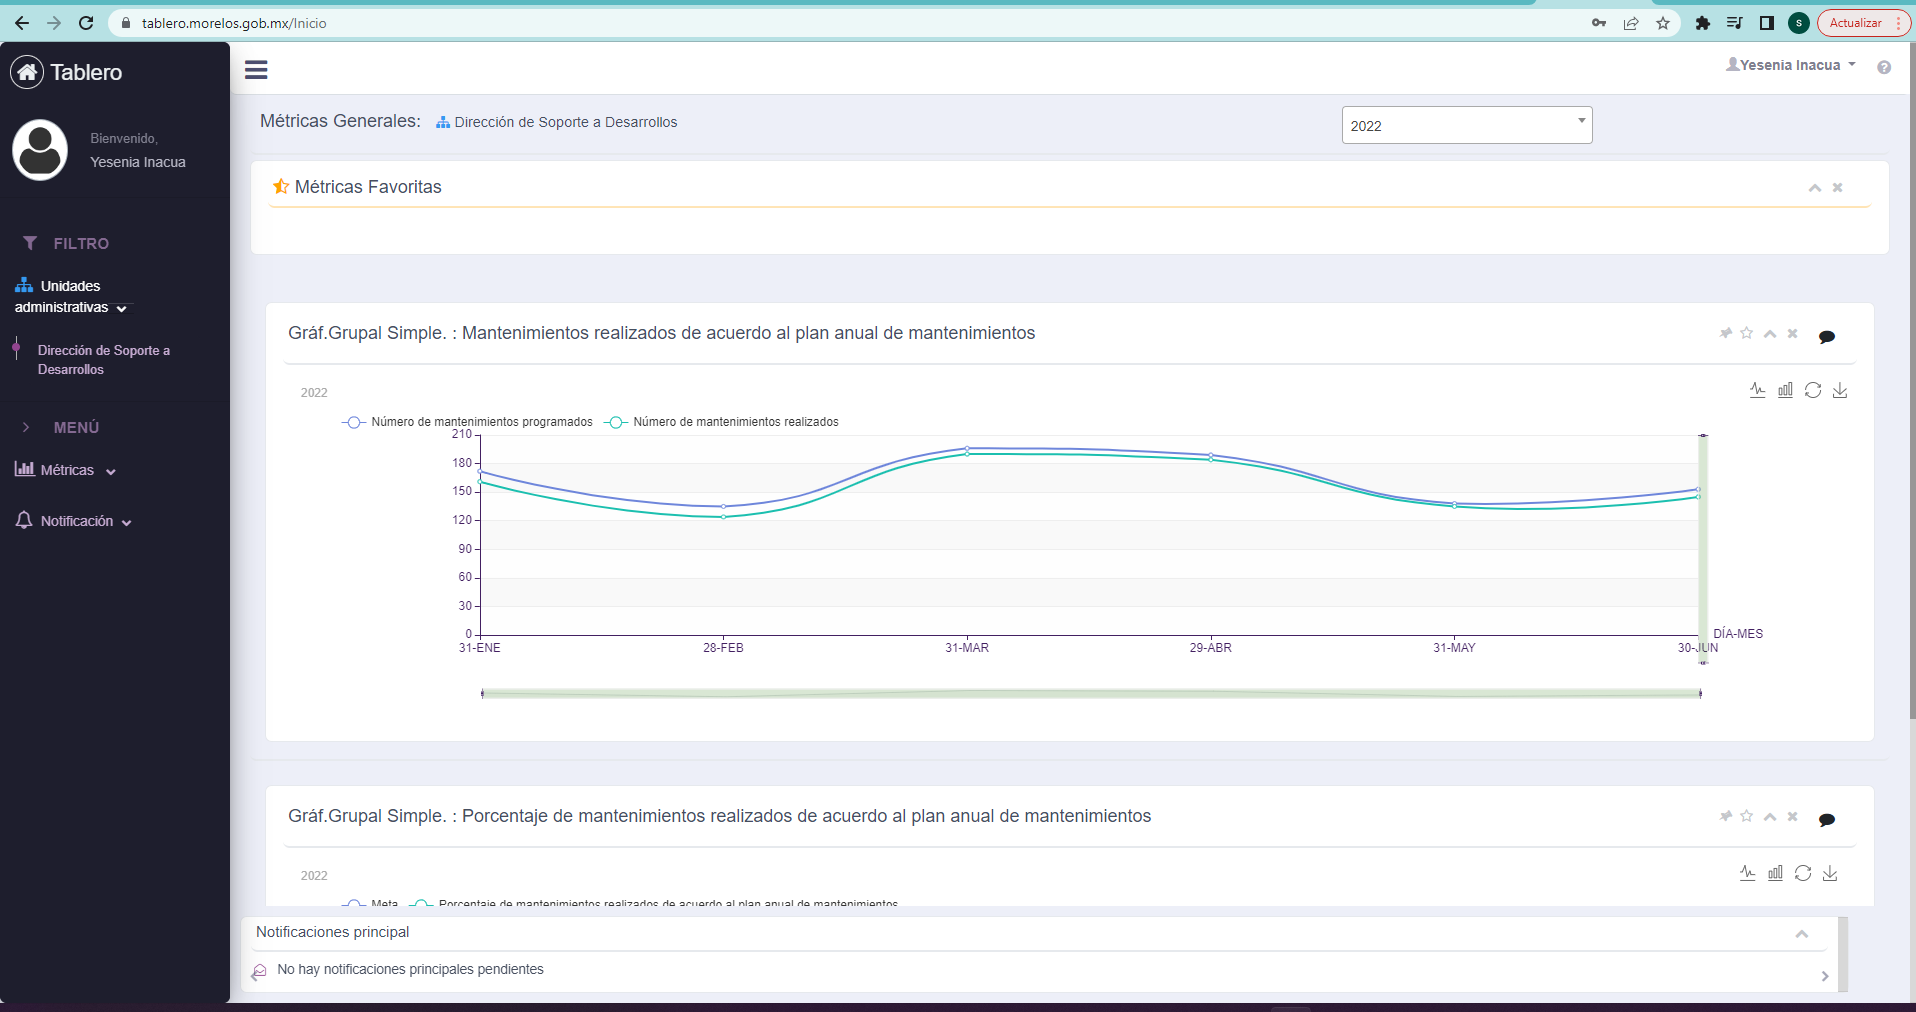 tablero.morelos.gob.mx/Inicio
S
Actualizar
Tablero
Yesenia Inacua
Bienvenido,
Yesenia Inacua
Métricas Generales:
Dirección de Soporte a Desarrollos
2022
Métricas Favoritas
FILTRO
Unidades
administrativas
Dirección de Soporte a
Desarrollos
MENÚ
Métricas
Notificación
Gráf.Grupal Simple. : Mantenimientos realizados de acuerdo al plan anual de mantenimientos
2022
Número de mantenimientos programados
Número de mantenimientos realizados
210
180
150
120
90
60
30
0
31-ENE
28-FEB
31-MAR
29-ABR
31-MAY
30-JUN
DÍA-MES
Gráf.Grupal Simple. : Porcentaje de mantenimientos realizados de acuerdo al plan anual de mantenimientos
2022
Meta
Porcentaje de mantenimientos realizados de acuerdo al plan anual de mantenimientos
Notificaciones principal
No hay notificaciones principales pendientes